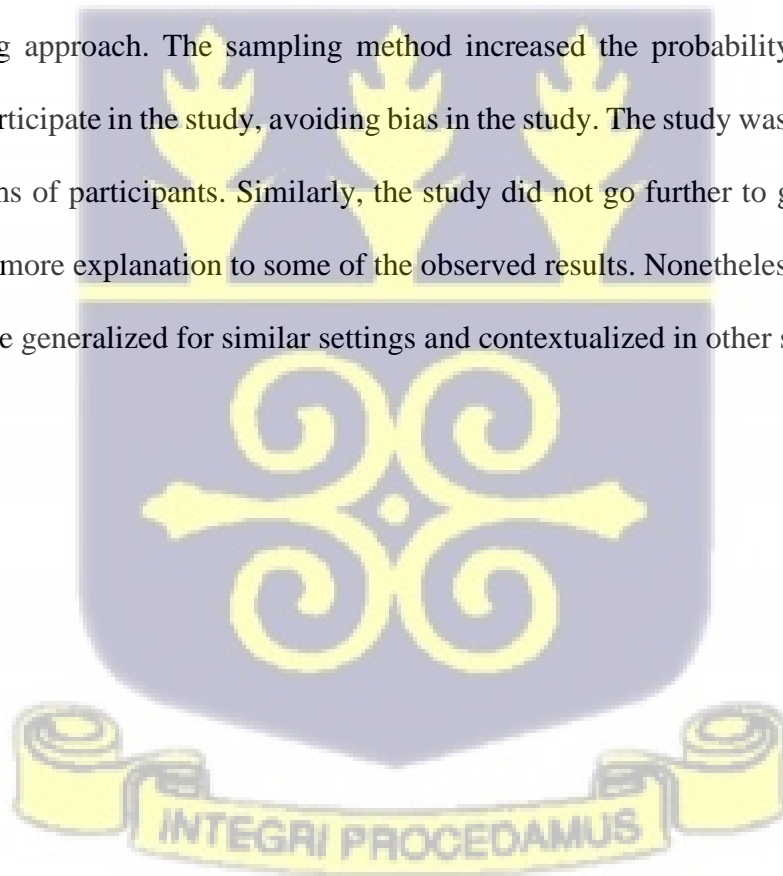 g approach. The sampling method increased the probability
rticipate in the study, avoiding bias in the study. The study was
ns of participants. Similarly, the study did not go further to g
more explanation to some of the observed results. Nonetheles
e generalized for similar settings and contextualized in other s
INTEGRI PROCEDAMUS